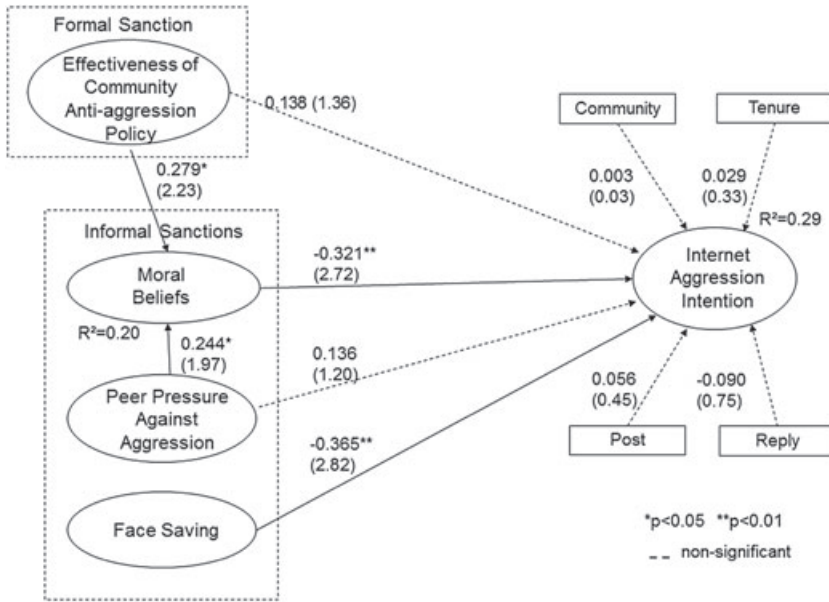 Formal Sanction
Effectiveness of
Community
Anti-aggression
Policy
0.138 (1.36)
Community
Tenure
0.279*
(2.23)
0.003
(0.03)
0.029
(0.33)
R²=0.29
Informal Sanctions
Moral
Beliefs
-0.321**
(2.72)
Internet
Aggression
Intention
R²=0.20
0.244*
(1.97)
0.136
(1.20)
Peer Pressure
Against
Aggression
0.056
(0.45)
-0.090
(0.75)
-0.365**
(2.82)
Post
Reply
Face Saving
*p<0.05 **p<0.01
non-significant